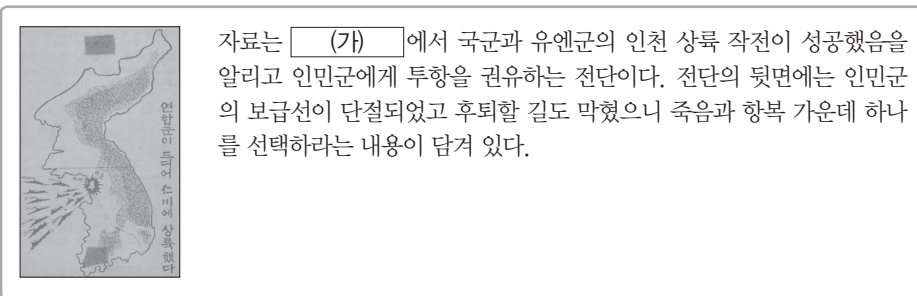 연합군이 드디어 仁川에 상륙했다
자료는 (가) 에서 국군과 유엔군의 인천 상륙 작전이 성공했음을
알리고 인민군에게 투항을 권유하는 전단이다. 전단의 뒷면에는 인민군
의 보급선이 단절되었고 후퇴할 길도 막혔으니 죽음과 항복 가운데 하나
를 선택하라는 내용이 담겨 있다.